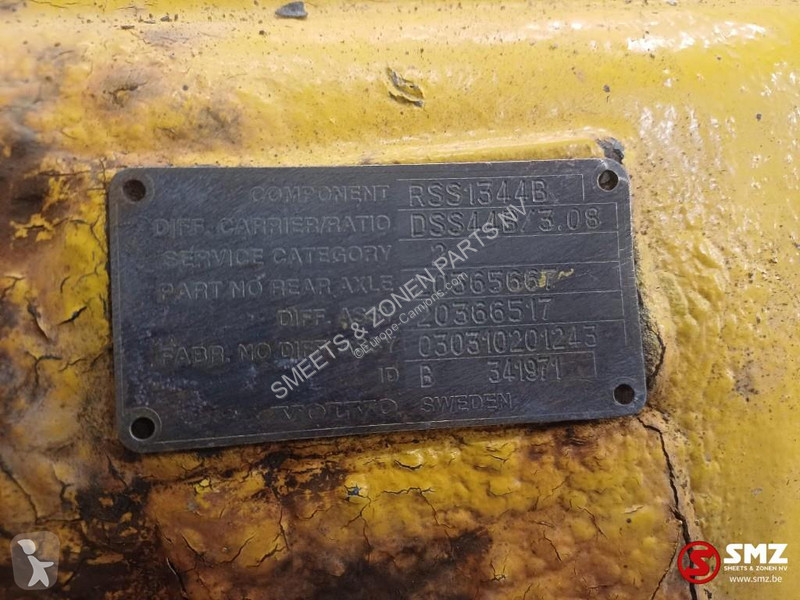 COMPONENT RSS1344B
DIFF. CARRIER/RATIO DSS44B/3.08
SERVICE CATEGORY 2
PART NO REAR AXLE
DIFF. ASSY 20366517
FABR. NO DIFF. ASSY 030310201243
ID B 341971
VOLVO SWEDEN
SMEETS & ZONEN PARTS NV
©Europe-Camions.com
SMZ
SMEETS & ZONEN NV
www.smz.be